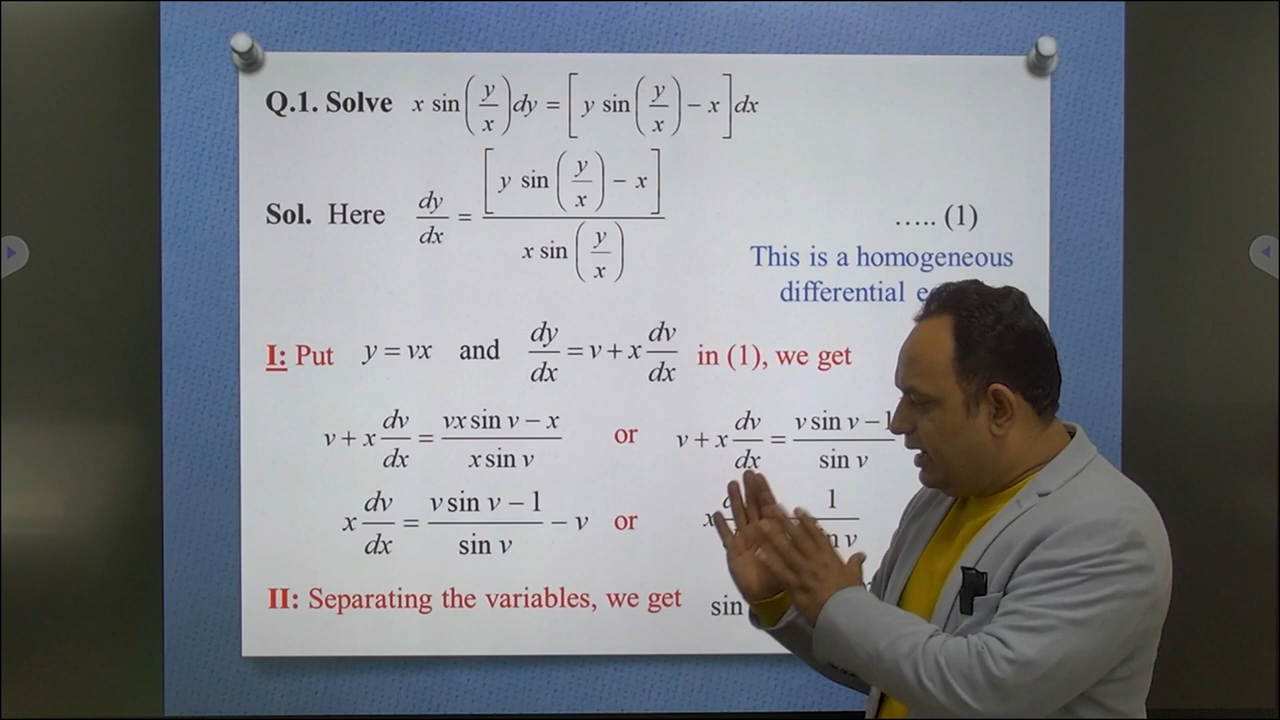 Q.1. Solve x sin(y/x)dy = [y sin(y/x) − x]dx
Sol. Here dy/dx = [y sin(y/x) − x] / x sin(y/x) ..... (1)
This is a homogeneous
differential
I: Put y = vx and dy/dx = v + x dv/dx in (1), we get
v + x dv/dx = (vx sin v − x)/(x sin v) or v + x dv/dx = (v sin v − 1)/(sin v)
x dv/dx = (v sin v − 1)/(sin v) − v or x 1
II: Separating the variables, we get sin